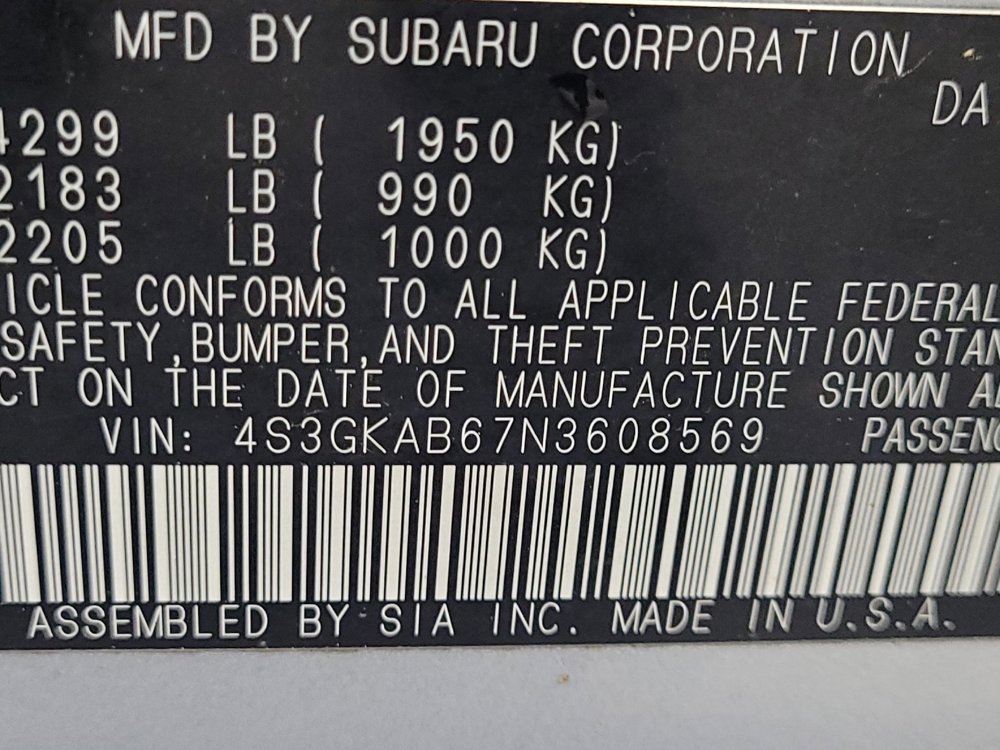 MFD BY SUBARU CORPORATION
DA
4299 LB ( 1950 KG)
2183 LB ( 990 KG)
2205 LB ( 1000 KG)
ICLE CONFORMS TO ALL APPLICABLE FEDERAL
SAFETY,BUMPER,AND THEFT PREVENTION STAN
CT ON THE DATE OF MANUFACTURE SHOWN A
VIN: 4S3GKAB67N3608569 PASSENG
ASSEMBLED BY SIA INC. MADE IN U.S.A.